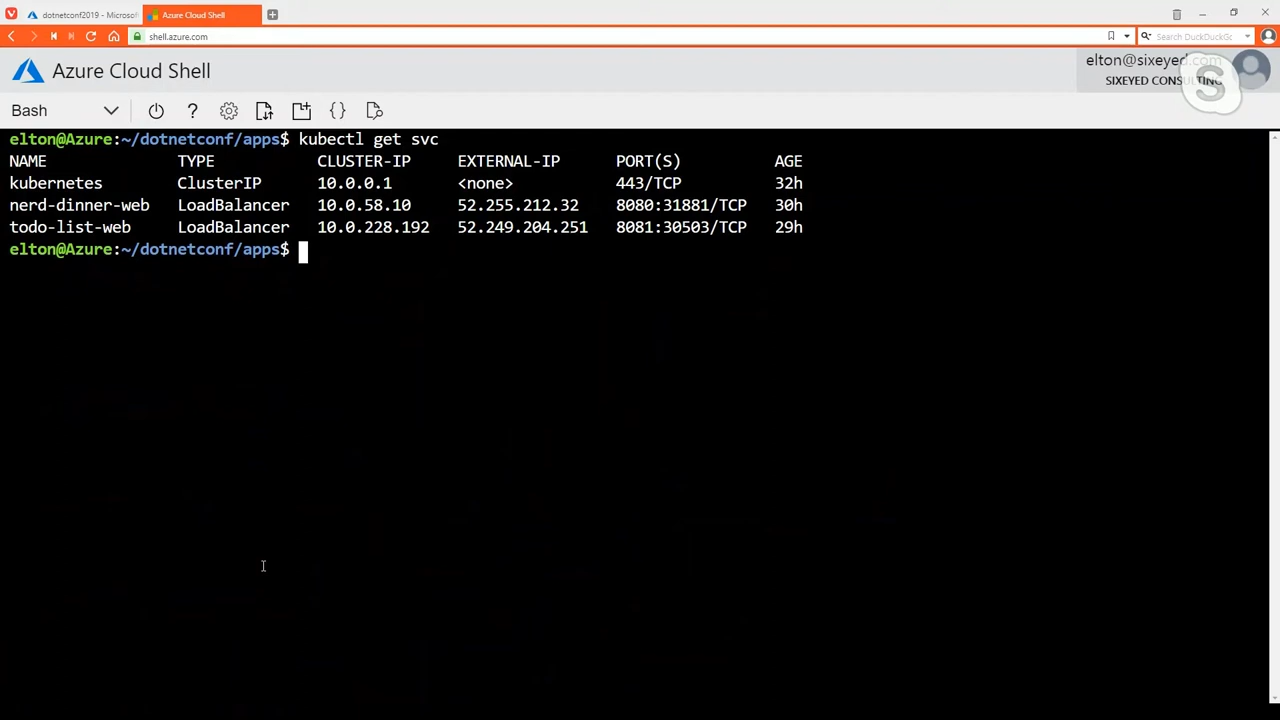 dotnetconf2019 - Microsof
Azure Cloud Shell
shell.azure.com
Search DuckDuckGo
Azure Cloud Shell
elton@sixeyed.com
SIXEYED CONSULTING
S
Bash
?
{}
elton@Azure:~/dotnetconf/apps$ kubectl get svc
NAME TYPE CLUSTER-IP EXTERNAL-IP PORT(S) AGE
kubernetes ClusterIP 10.0.0.1 <none> 443/TCP 32h
nerd-dinner-web LoadBalancer 10.0.58.10 52.255.212.32 8080:31881/TCP 30h
todo-list-web LoadBalancer 10.0.228.192 52.249.204.251 8081:30503/TCP 29h
elton@Azure:~/dotnetconf/apps$